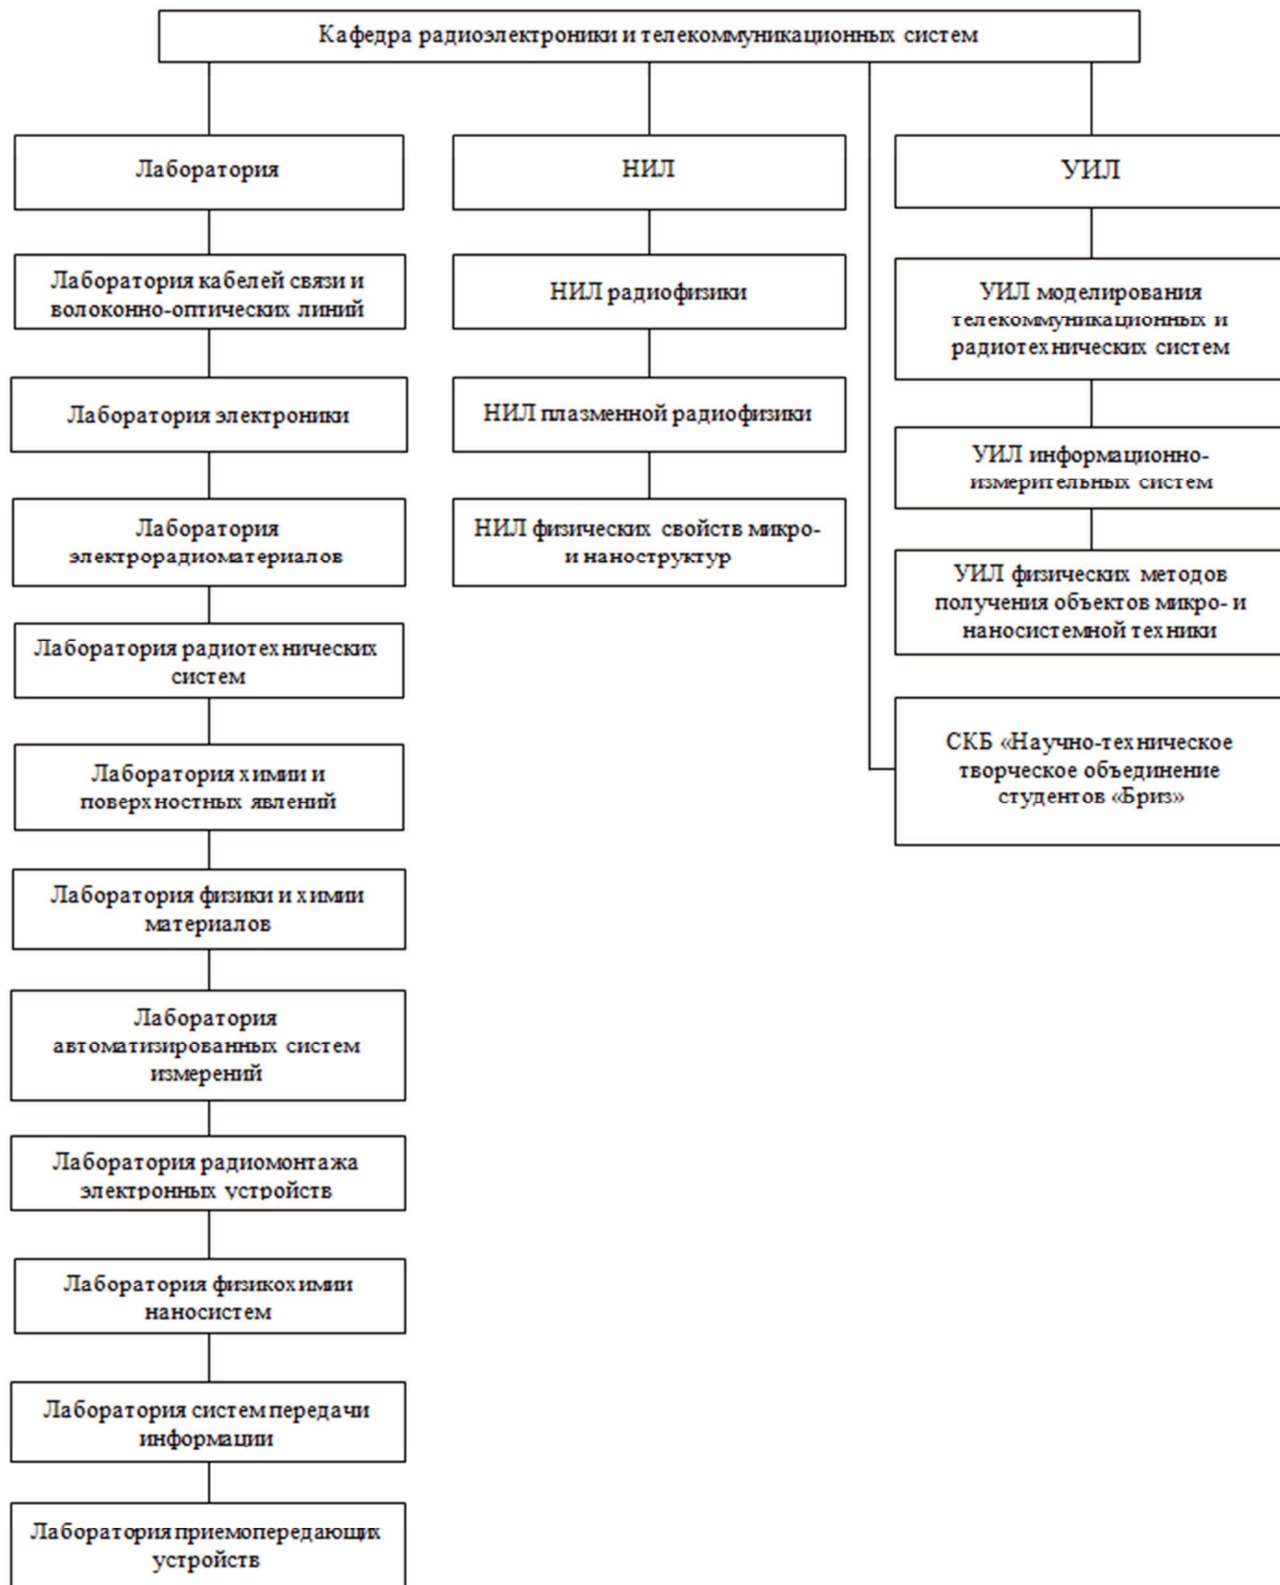 Кафедра радиоэлектроники и телекоммуникационных систем
Лаборатория
Лаборатория кабелей связи и
волоконно-оптических линий
Лаборатория электроники
Лаборатория
электрорадиоматериалов
Лаборатория радиотехнических
систем
Лаборатория химии и
поверхностных явлений
Лаборатория физики и химии
материалов
Лаборатория
автоматизированных систем
измерений
Лаборатория радиомонтажа
электронных устройств
Лаборатория физикохимии
наносистем
Лаборатория систем передачи
информации
Лаборатория приемопередающих
устройств
НИЛ
НИЛ радиофизики
НИЛ плазменной радиофизики
НИЛ физических свойств микро-
и наноструктур
УИЛ
УИЛ моделирования
телекоммуникационных и
радиотехнических систем
УИЛ информационно-
измерительных систем
УИЛ физических методов
получения объектов микро- и
наносистемной техники
СКБ «Научно-техническое
творческое объединение
студентов «Бриз»